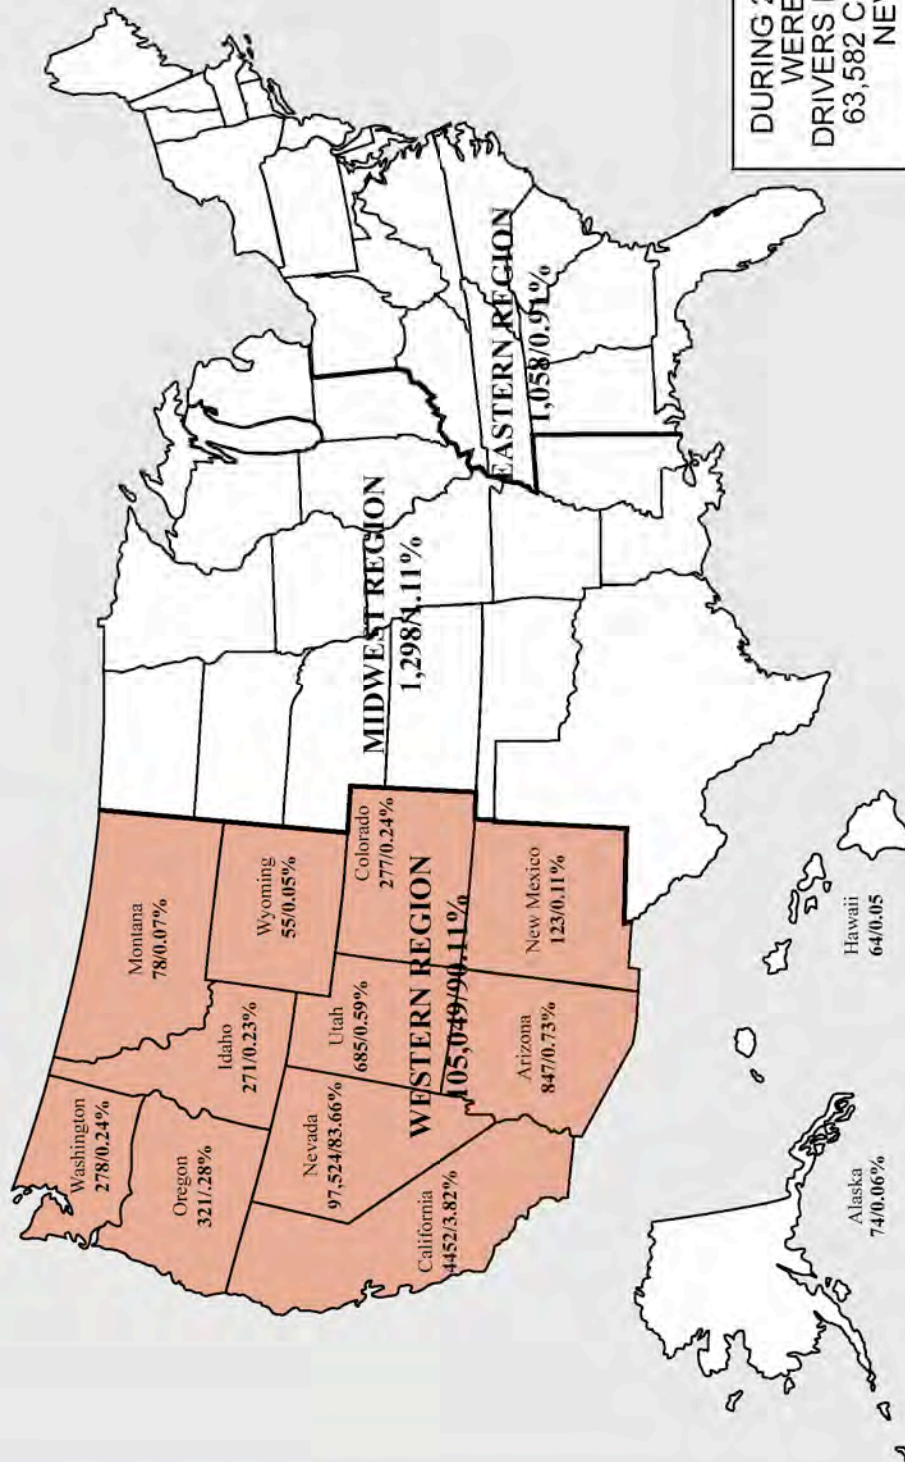 Washington
278/0.24%
Oregon
321/.28%
California
4452/3.82%
Nevada
97,524/83.66%
Idaho
271/0.23%
Montana
78/0.07%
Wyoming
55/0.05%
Utah
685/0.59%
Colorado
277/0.24%
WESTERN REGION
105,049/90.11%
Arizona
847/0.73%
New Mexico
123/0.11%
MIDWEST REGION
1,298/1.11%
EASTERN REGION
1,058/0.91%
Alaska
74/0.06%
Hawaii
64/0.05
DURING 2
WERE
DRIVERS
63,582 C
NE